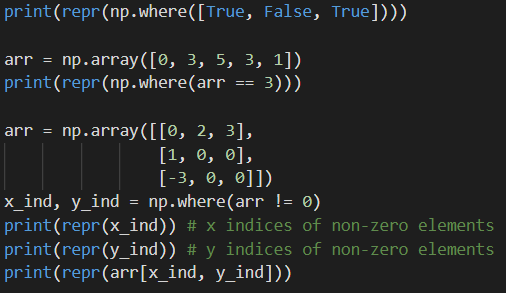 print(repr(np.where([True, False, True])))
arr = np.array([0, 3, 5, 3, 1])
print(repr(np.where(arr == 3)))
arr = np.array([[0, 2, 3],
[1, 0, 0],
[-3, 0, 0]])
x_ind, y_ind = np.where(arr != 0)
print(repr(x_ind)) # x indices of non-zero elements
print(repr(y_ind)) # y indices of non-zero elements
print(repr(arr[x_ind, y_ind]))